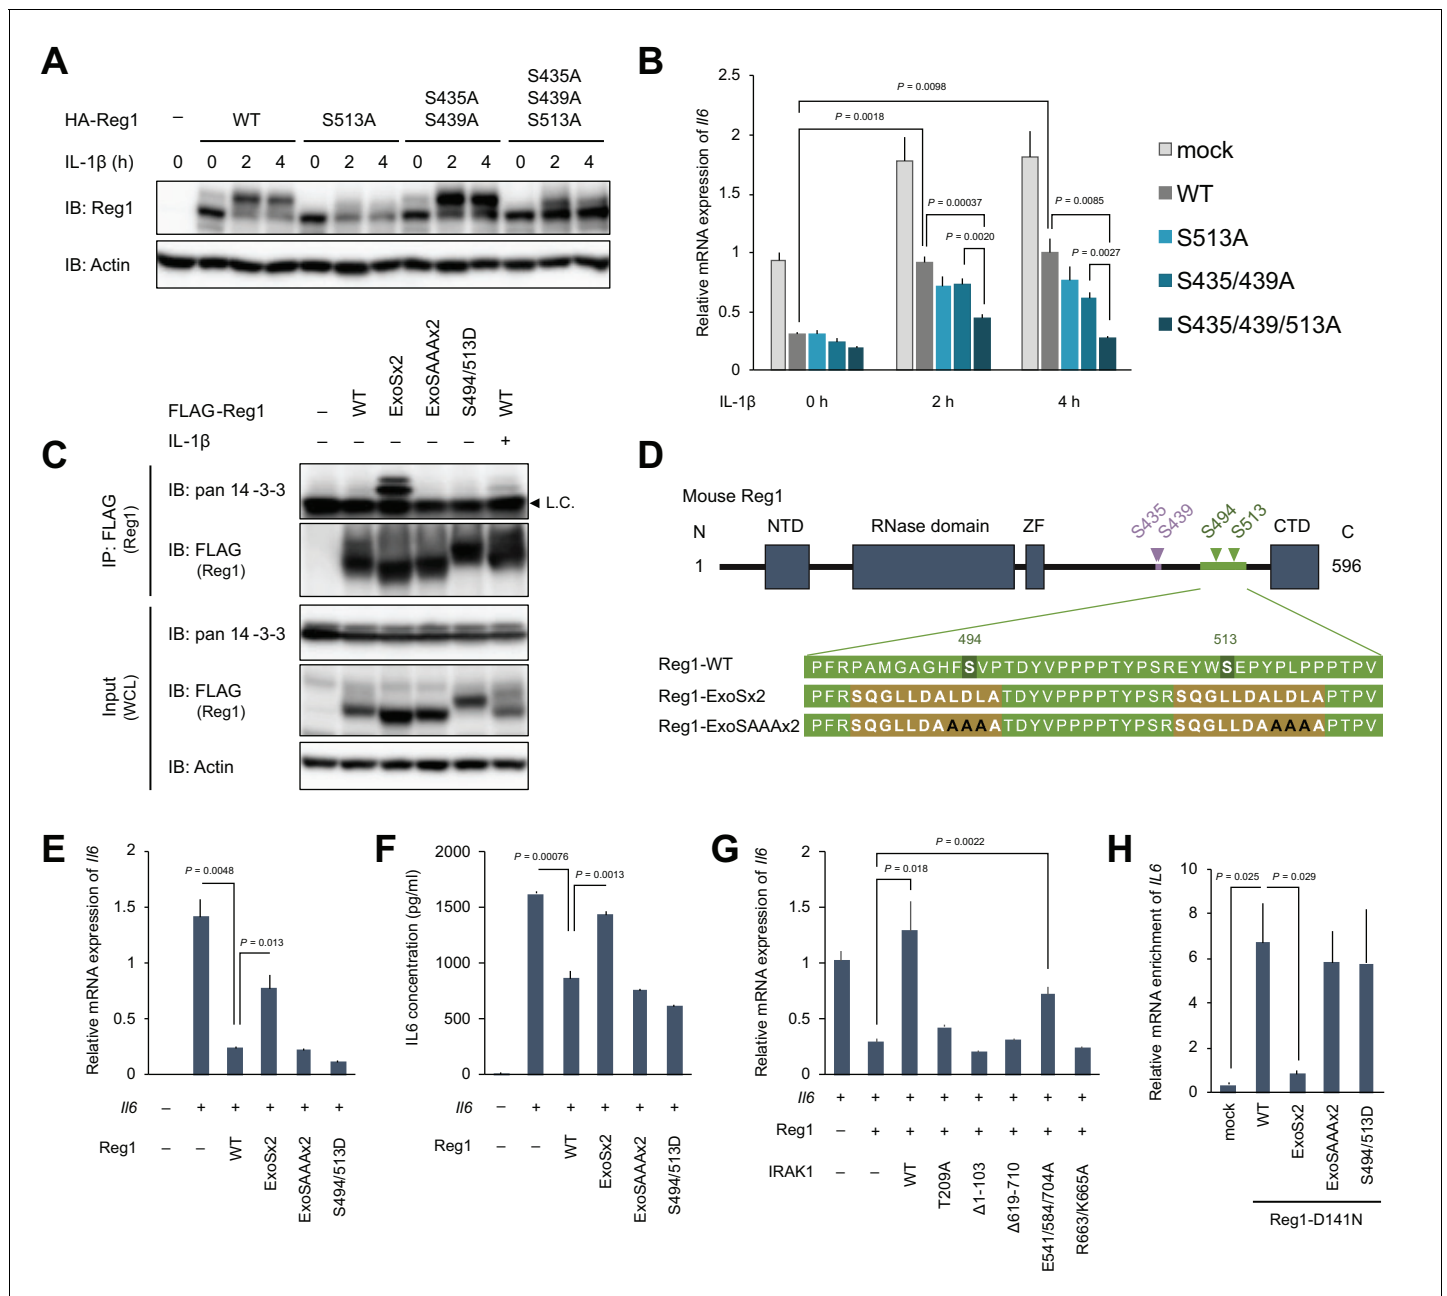 A
HA-Reg1
–
WT
S513A
S435A
S439A
S435A
S439A
S513A
IL-1β (h)
0 0 2 4 0 2 4 0 2 4 0 2 4
IB: Reg1
IB: Actin
B
Relative mRNA expression of Il6
2.5
2
1.5
1
0.5
0
P = 0.0098
P = 0.0018
P = 0.00037
P = 0.0020
P = 0.0085
P = 0.0027
IL-1β
0 h
2 h
4 h
mock
WT
S513A
S435/439A
S435/439/513A
C
FLAG-Reg1
– WT ExoSx2 ExoSAAAx2 S494/513D WT
IL-1β
– – – – – +
IP: FLAG
(Reg1)
IB: pan 14-3-3
L.C.
IB: FLAG
(Reg1)
Input
(WCL)
IB: pan 14-3-3
IB: FLAG
(Reg1)
IB: Actin
D
Mouse Reg1
S435
S439
S494
S513
N
NTD
RNase domain
ZF
CTD
C
1
596
494
513
Reg1-WT
PFRPAMGAGHFSVPTDYVPPPPTYPSREYWSEPYPLPPPTPV
Reg1-ExoSx2
PFRSQGLLDALDLATDYVPPPPTYPSRSQGLLDALDLAPTPV
Reg1-ExoSAAAx2
PFRSQGLLDAAAAATDYVPPPPTYPSRSQGLLDAAAAAPTPV
E
Relative mRNA expression of Il6
2
1.5
1
0.5
0
P = 0.0048
P = 0.013
Il6
– + + + + +
Reg1
– – WT ExoSx2 ExoSAAAx2 S494/513D
F
IL6 concentration (pg/ml)
2000
1500
1000
500
0
P = 0.00076
P = 0.0013
Il6
– + + + + +
Reg1
– – WT ExoSx2 ExoSAAAx2 S494/513D
G
Relative mRNA expression of Il6
2
1.5
1
0.5
0
P = 0.0022
P = 0.018
Il6
+ + + + + + + +
Reg1
– + + + + + + +
IRAK1
– – WT T209A Δ1-103 Δ619-710 E541/584/704A R663/K665A
H
Relative mRNA enrichment of IL6
10
8
6
4
2
0
P = 0.025
P = 0.029
mock WT ExoSx2 ExoSAAAx2 S494/513D
Reg1-D141N